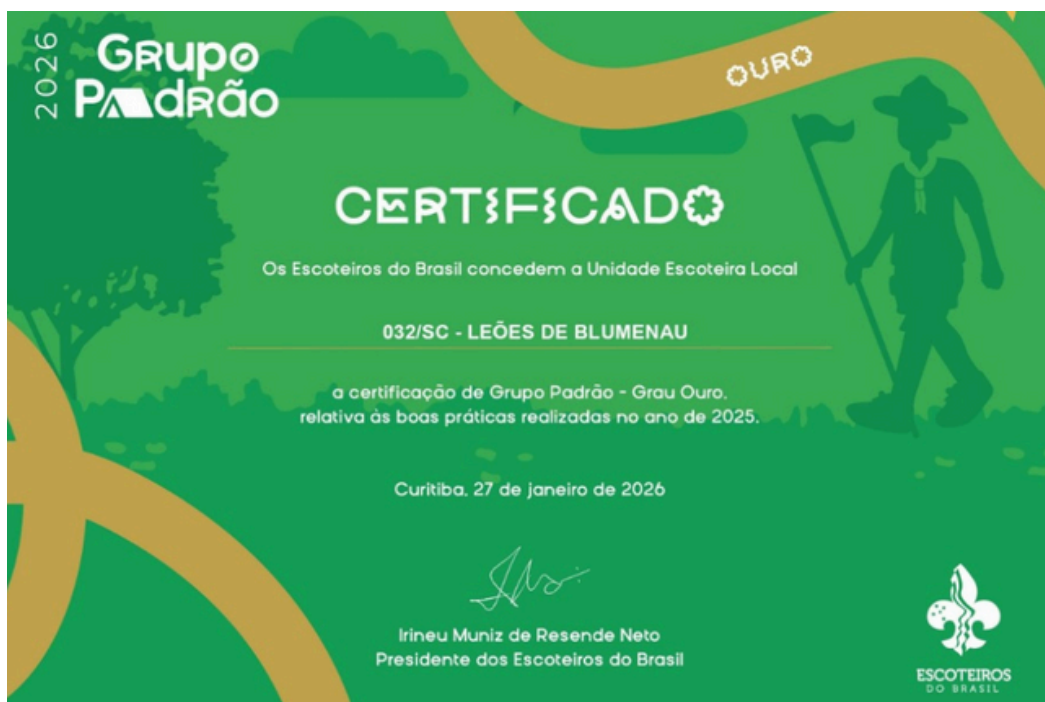 2026
Grupo
Padrão
OURO
CERTIFICADO
Os Escoteiros do Brasil concedem a Unidade Escoteira Local
032/SC - LEÕES DE BLUMENAU
a certificação de Grupo Padrão - Grau Ouro,
relativa às boas práticas realizadas no ano de 2025.
Curitiba, 27 de janeiro de 2026
Irineu Muniz de Resende Neto
Presidente dos Escoteiros do Brasil
ESCOTEIROS
DO BRASIL